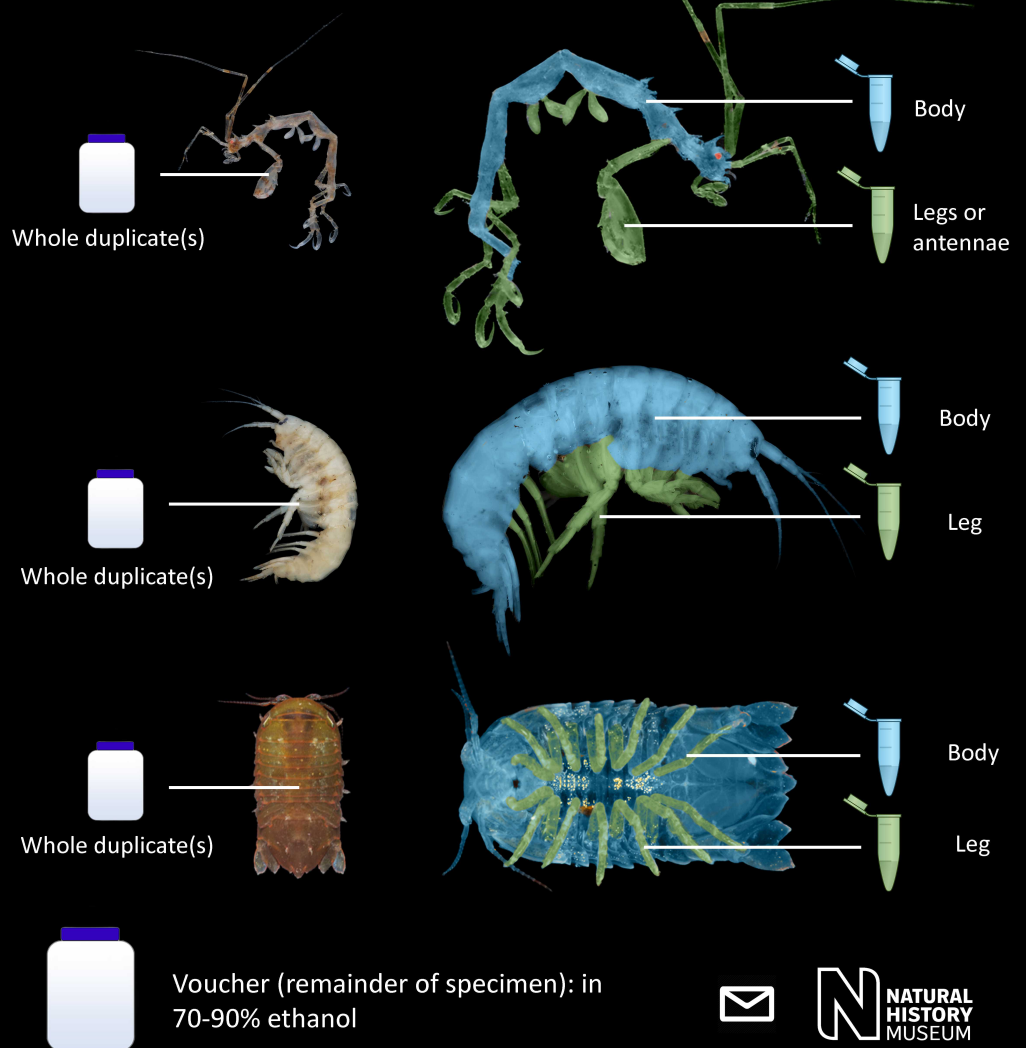 Body
Whole duplicate(s)
Legs or
antennae
Body
Whole duplicate(s)
Leg
Body
Whole duplicate(s)
Leg
Voucher (remainder of specimen): in
70-90% ethanol
NATURAL
HISTORY
MUSEUM